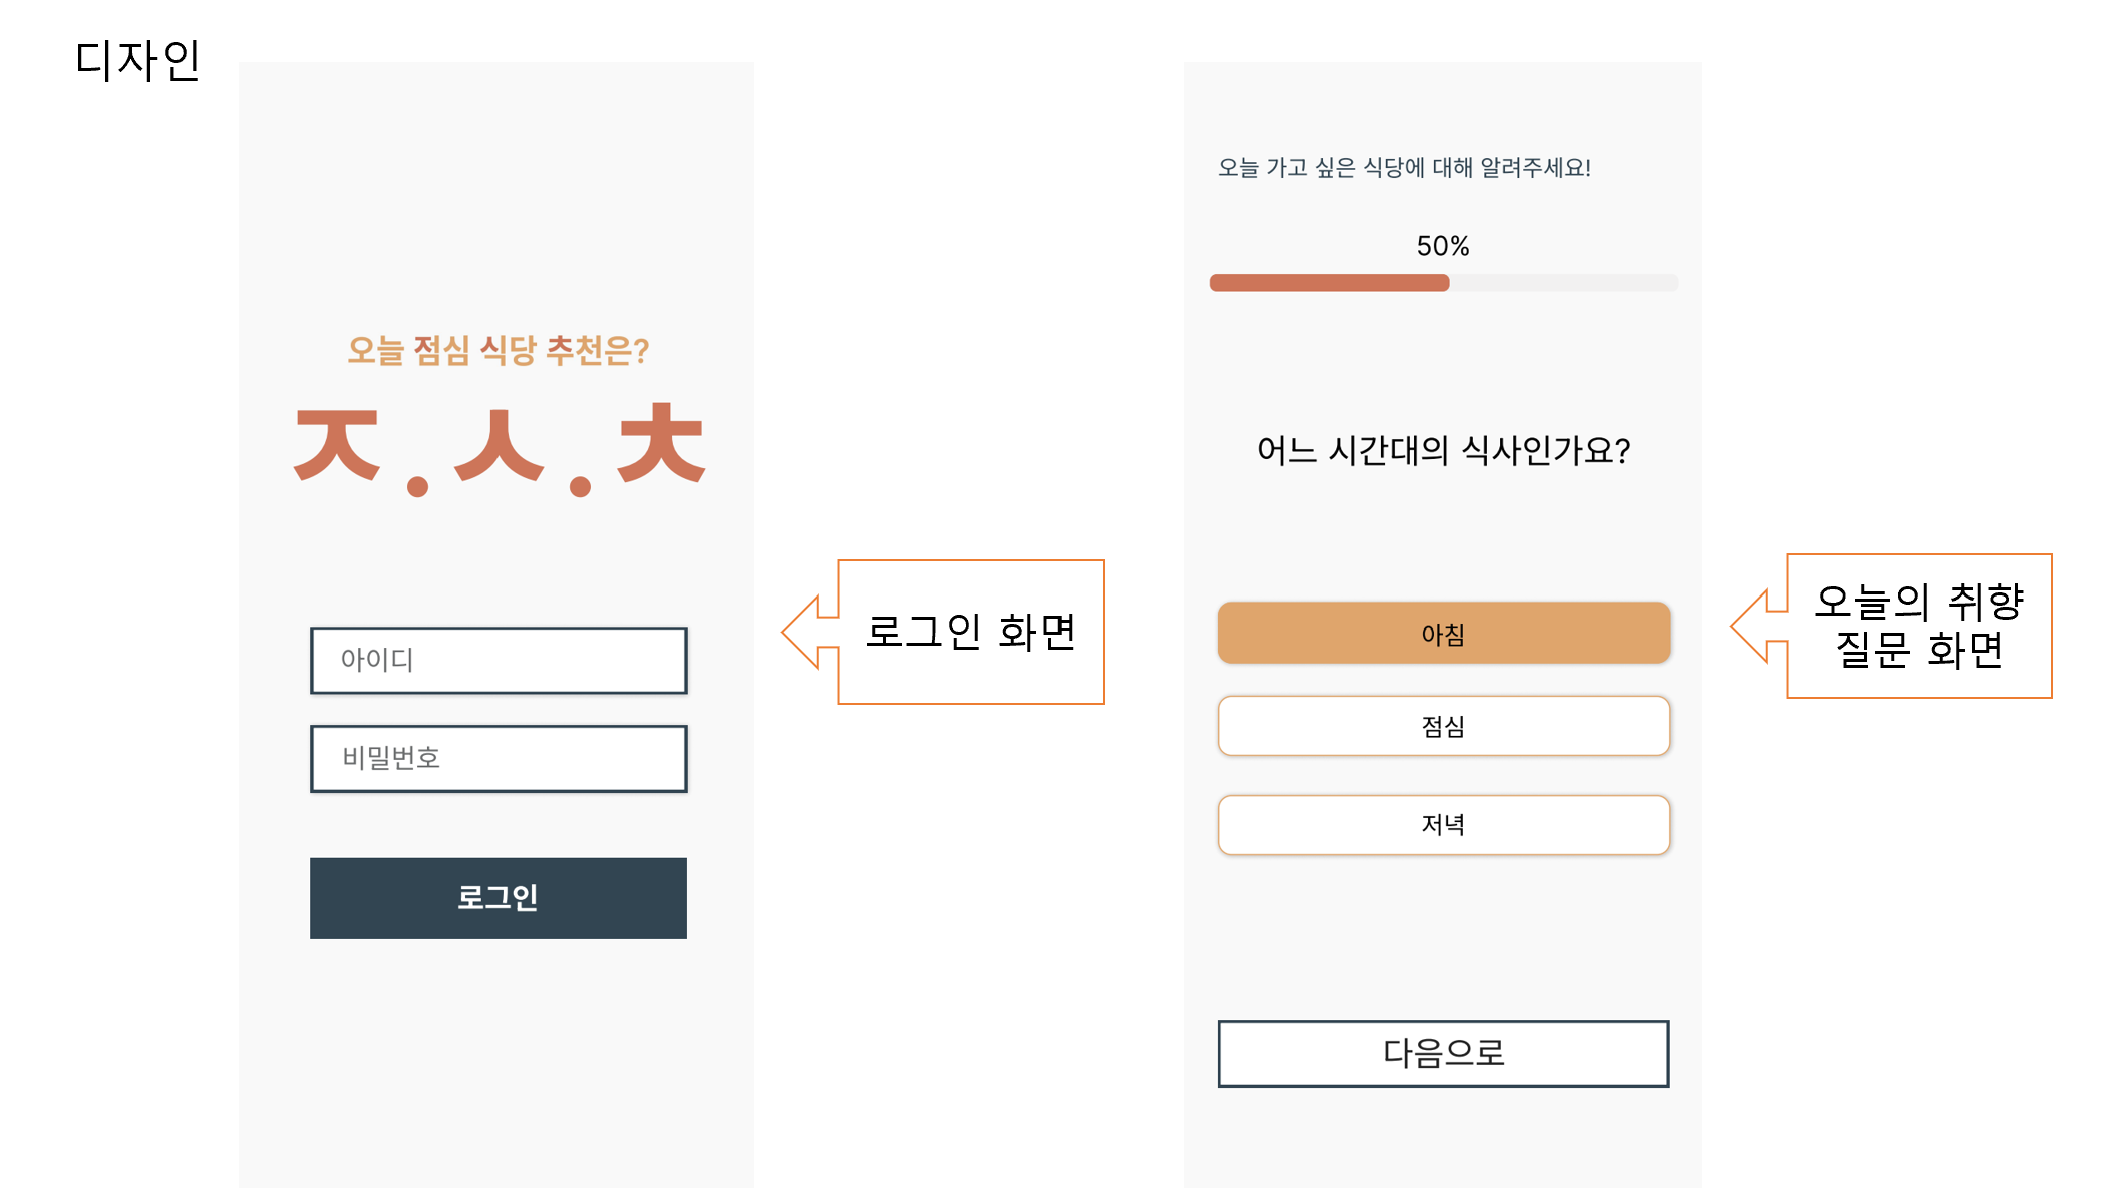 디자인
오늘 점심 식당 추천은?
ㅈ.ㅅ.ㅊ
아이디
비밀번호
로그인
로그인 화면
오늘 가고 싶은 식당에 대해 알려주세요!
50%
어느 시간대의 식사인가요?
아침
점심
저녁
다음으로
오늘의 취향
질문 화면